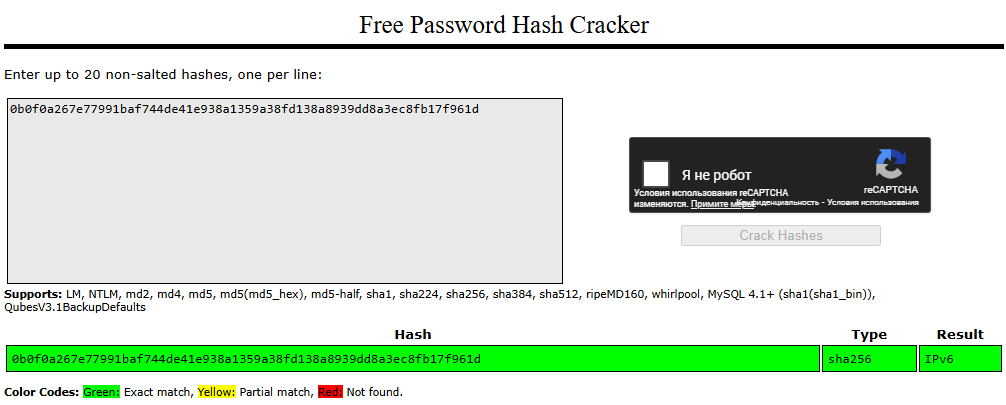 Free Password Hash Cracker
Enter up to 20 non-salted hashes, one per line:
0b0f0a267e77991baf744de41e938a1359a38fd138a8939dd8a3ec8fb17f961d
Я не робот
reCAPTCHA
Условия использования reCAPTCHA
изменяются. Примите меры
Конфиденциальность - Условия использования
Crack Hashes
Supports: LM, NTLM, md2, md4, md5, md5(md5_hex), md5-half, sha1, sha224, sha256, sha384, sha512, ripeMD160, whirlpool, MySQL 4.1+ (sha1(sha1_bin)),
QubesV3.1BackupDefaults
Hash Type Result
0b0f0a267e77991baf744de41e938a1359a38fd138a8939dd8a3ec8fb17f961d sha256 IPv6
Color Codes: Green: Exact match, Yellow: Partial match, Red: Not found.